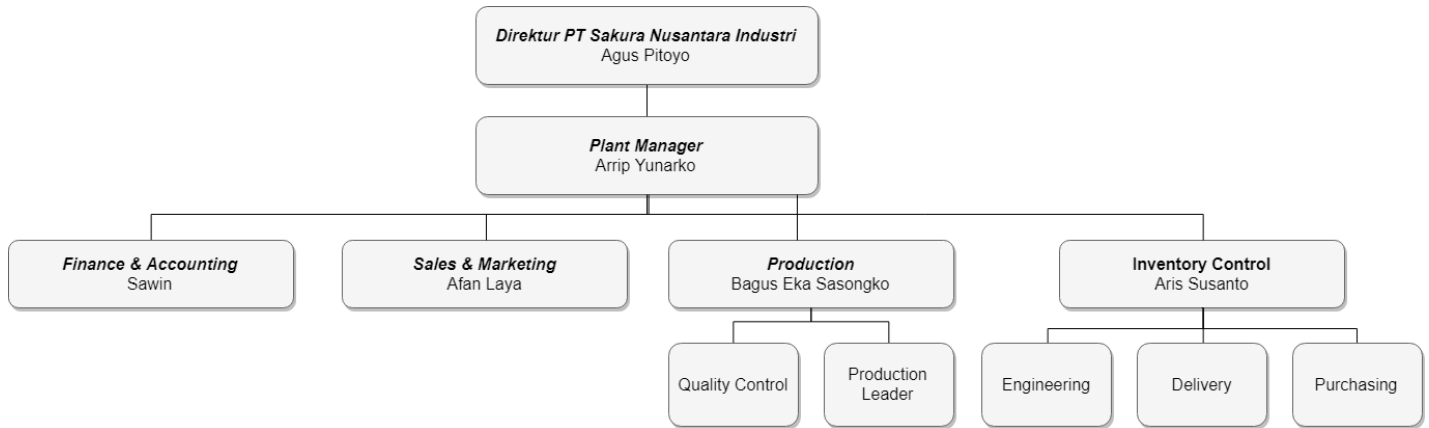 Direktur PT Sakura Nusantara Industri
Agus Pitoyo
Plant Manager
Arrip Yunarko
Finance & Accounting
Sawin
Sales & Marketing
Afan Laya
Production
Bagus Eka Sasongko
Inventory Control
Aris Susanto
Quality Control
Production
Leader
Engineering
Delivery
Purchasing